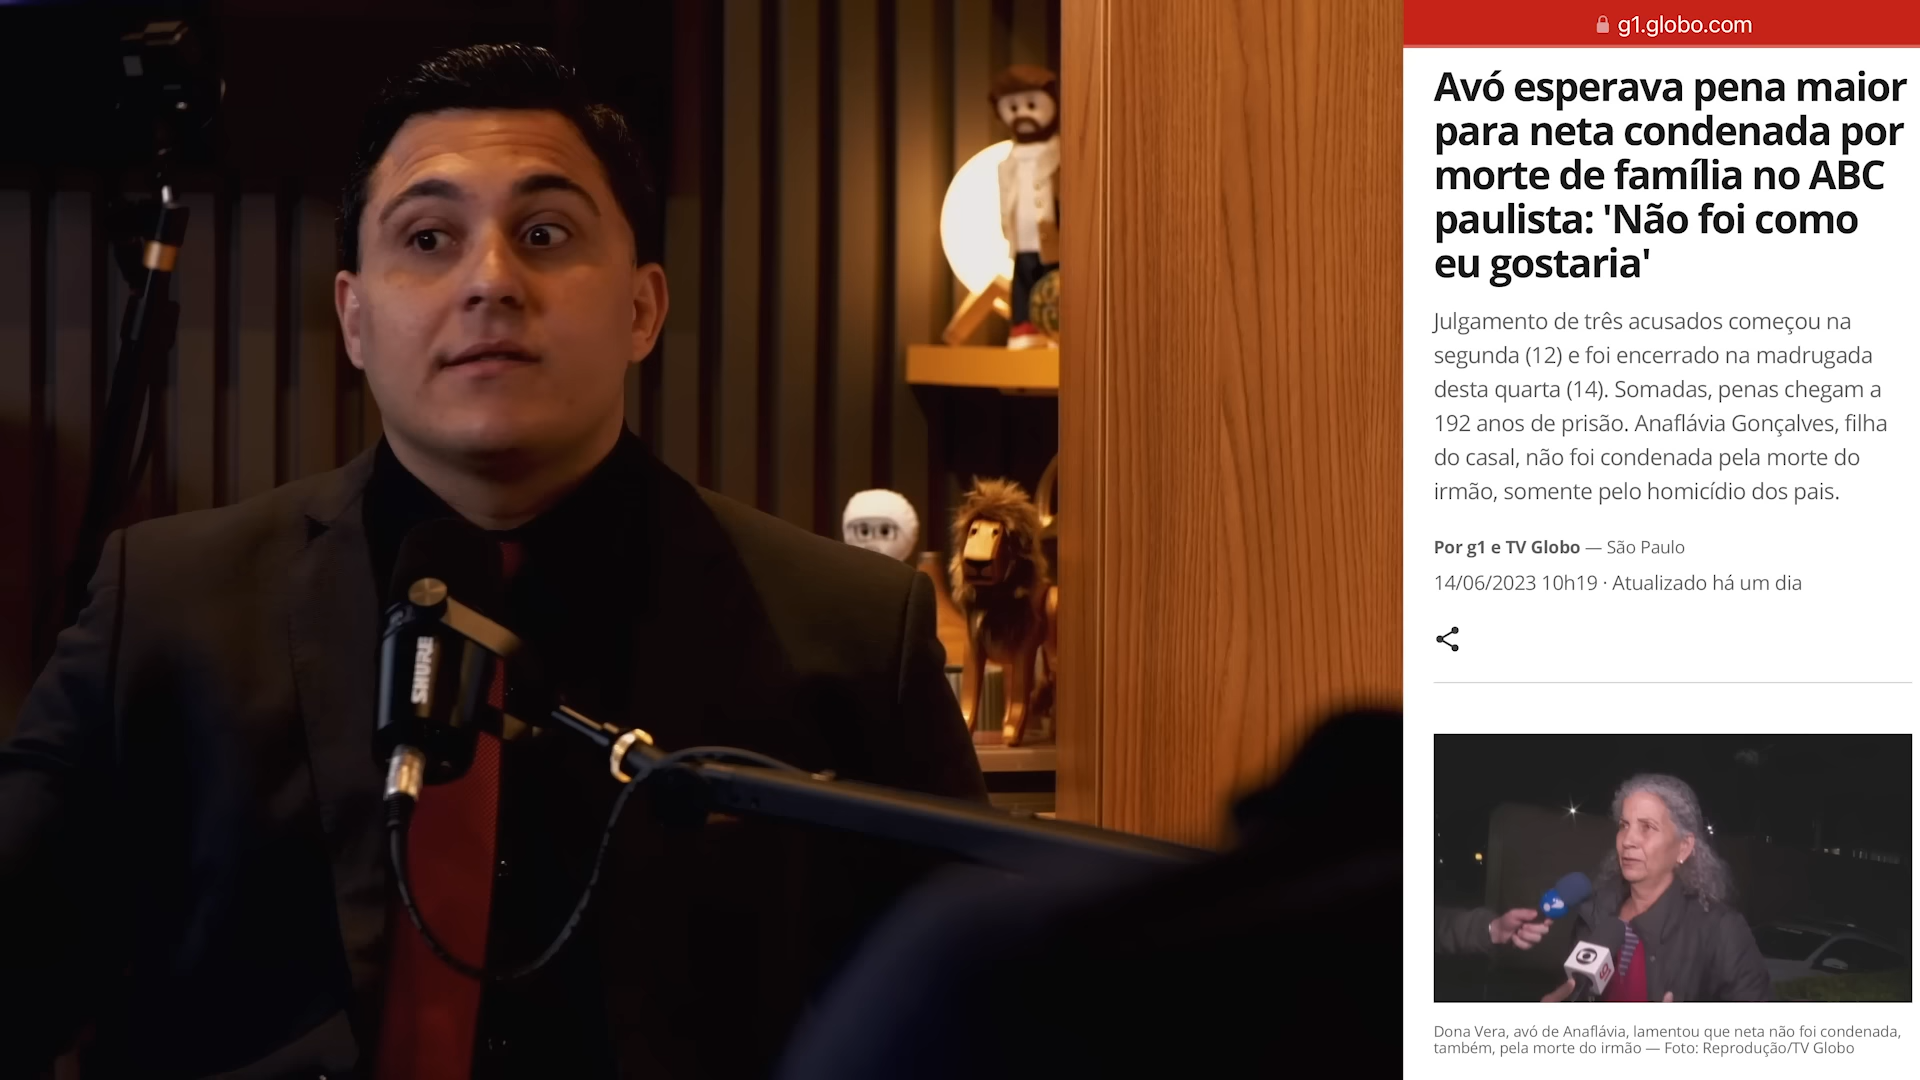 g1.globo.com
Avó esperava pena maior
para neta condenada por
morte de família no ABC
paulista: 'Não foi como
eu gostaria'
Julgamento de três acusados começou na
segunda (12) e foi encerrado na madrugada
desta quarta (14). Somadas, penas chegam a
192 anos de prisão. Anaflávia Gonçalves, filha
do casal, não foi condenada pela morte do
irmão, somente pelo homicídio dos pais.
Por g1 e TV Globo — São Paulo
14/06/2023 10h19 · Atualizado há um dia
SHURE
Dona Vera, avó de Anaflávia, lamentou que neta não foi condenada,
também, pela morte do irmão — Foto: Reprodução/TV Globo